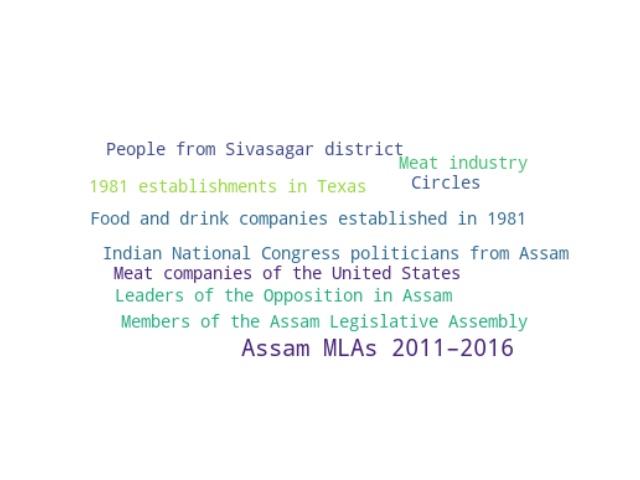 People from Sivasagar district
Meat industry
1981 establishments in Texas
Circles
Food and drink companies established in 1981
Indian National Congress politicians from Assam
Meat companies of the United States
Leaders of the Opposition in Assam
Members of the Assam Legislative Assembly
Assam MLAs 2011–2016